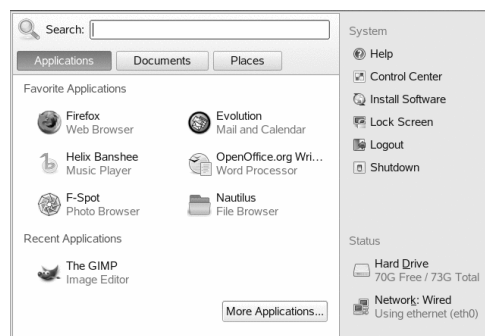 Search:
Applications
Documents
Places
Favorite Applications
Firefox
Web Browser
Evolution
Mail and Calendar
Helix Banshee
Music Player
OpenOffice.org Wri...
Word Processor
F-Spot
Photo Browser
Nautilus
File Browser
Recent Applications
The GIMP
Image Editor
More Applications...
System
Help
Control Center
Install Software
Lock Screen
Logout
Shutdown
Status
Hard Drive
70G Free / 73G Total
Network: Wired
Using ethernet (eth0)